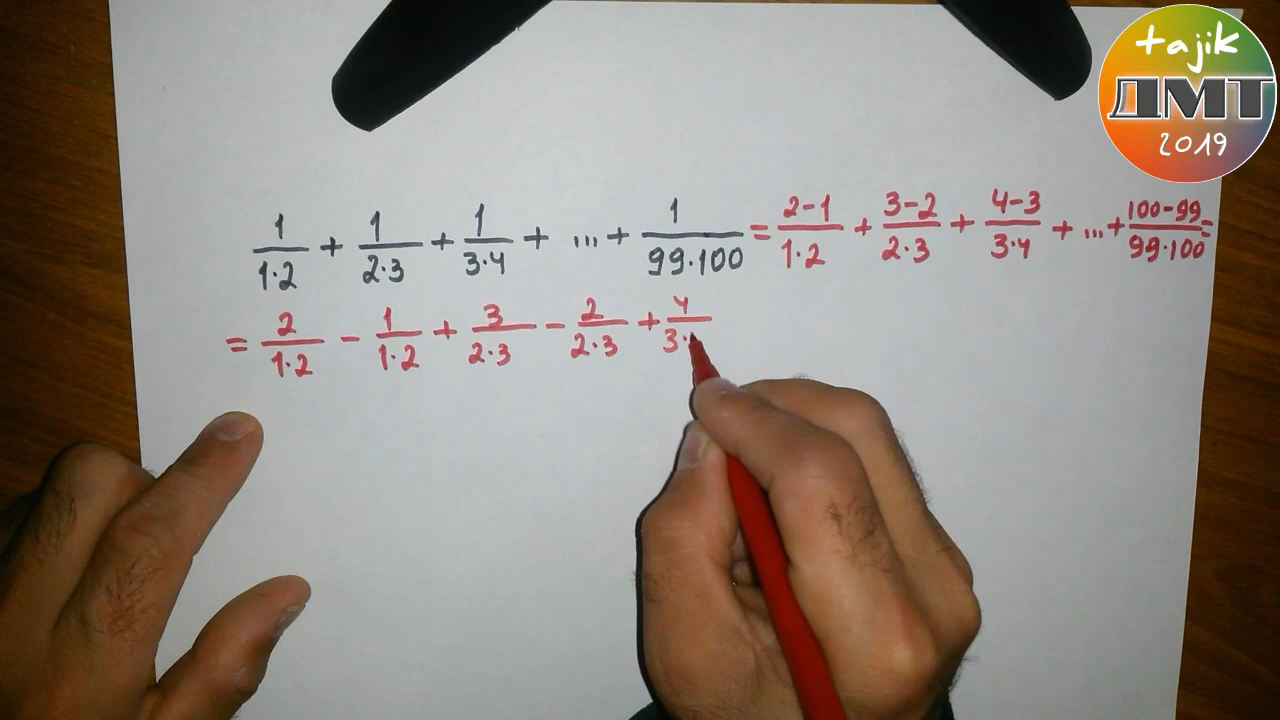 tajik
ДМТ
2019
1/1·2 + 1/2·3 + 1/3·4 + ... + 1/99·100 = 2-1/1·2 + 3-2/2·3 + 4-3/3·4 + ... + 100-99/99·100 =
= 2/1·2 - 1/1·2 + 3/2·3 - 2/2·3 + 4/3·